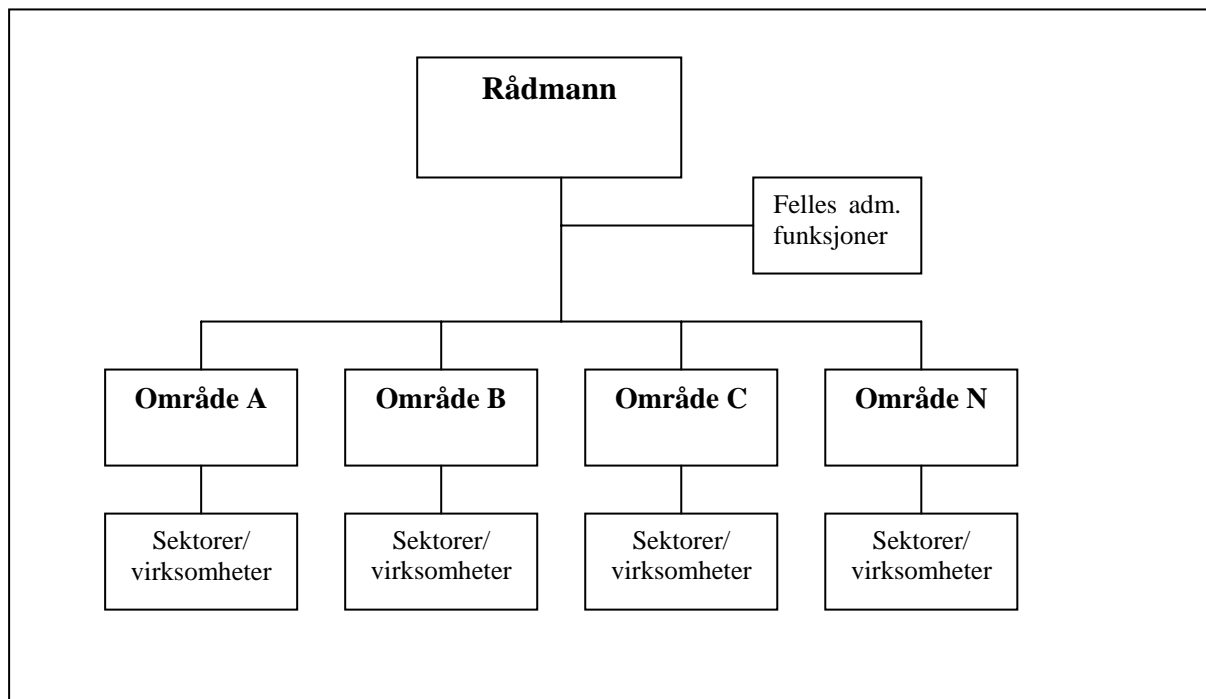 Rådmann
Felles adm.
funksjoner
Område A
Område B
Område C
Område N
Sektorer/
virksomheter
Sektorer/
virksomheter
Sektorer/
virksomheter
Sektorer/
virksomheter